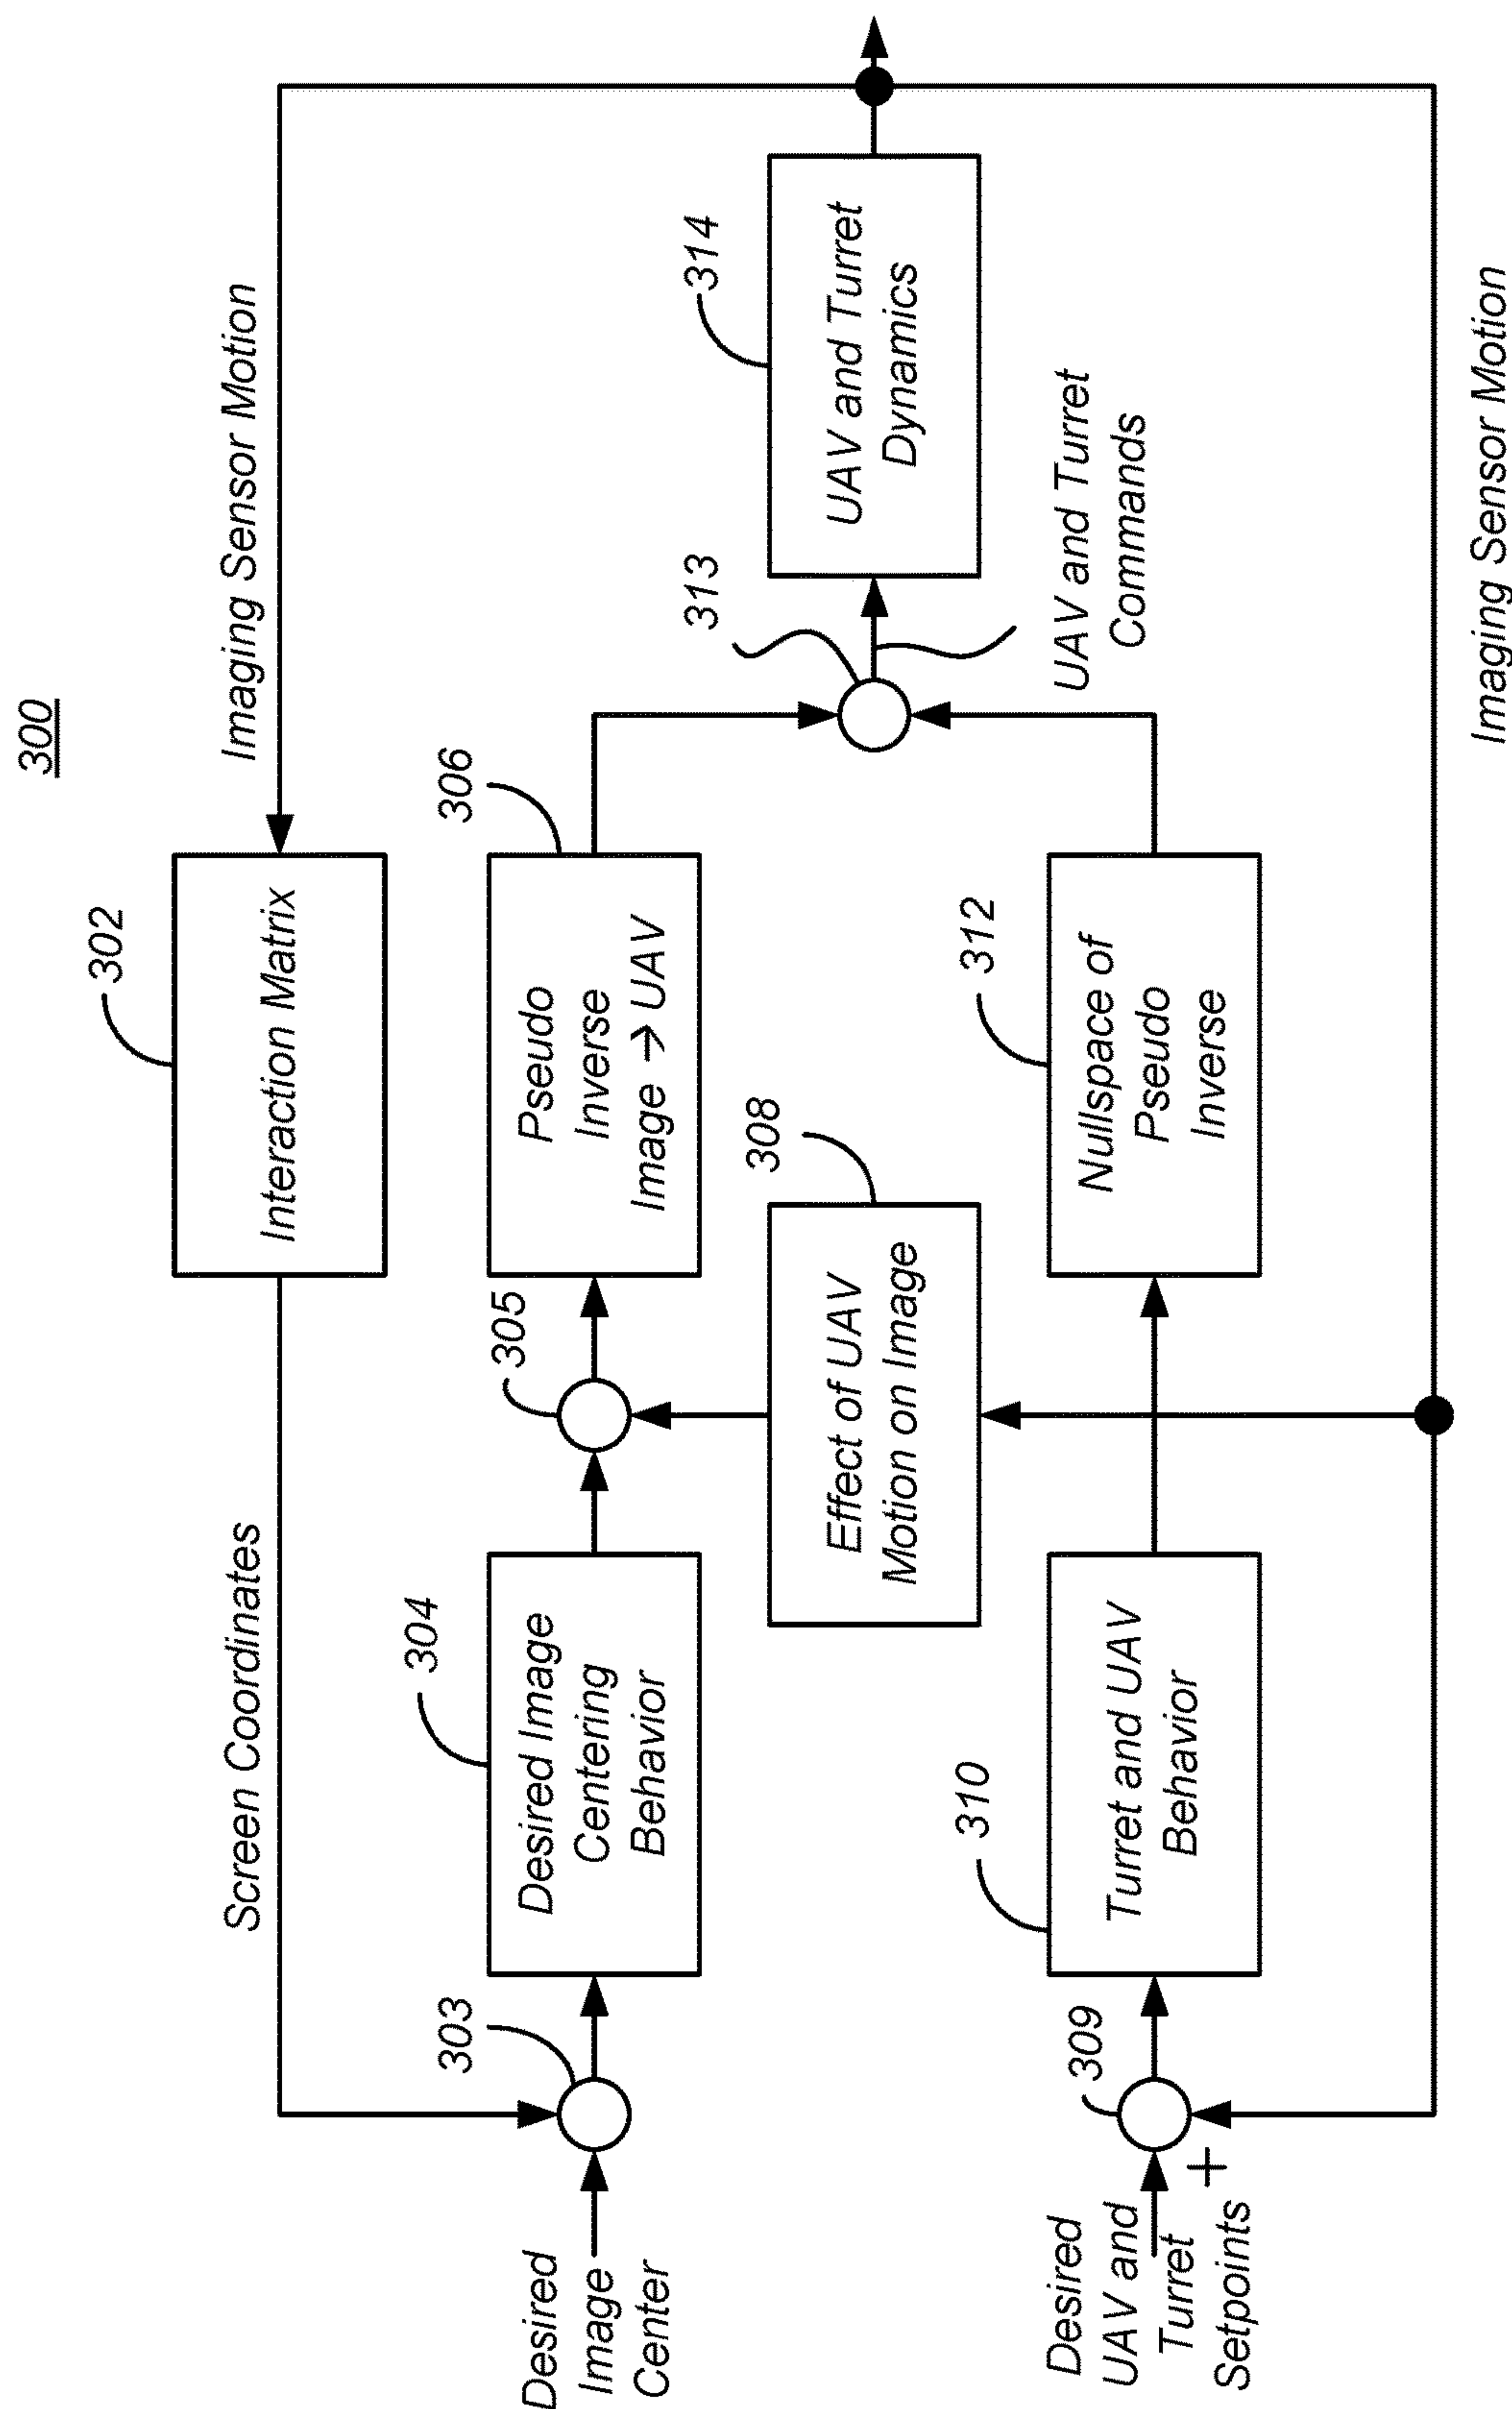 300
Imaging Sensor Motion
302
Interaction Matrix
Screen Coordinates
306
Pseudo
Inverse
Image → UAV
305
304
Desired Image
Centering
Behavior
303
Desired
Image
Center
314
UAV and Turret
Dynamics
313
UAV and Turret
Commands
308
Effect of UAV
Motion on Image
312
Nullspace of
Pseudo
Inverse
310
Turret and UAV
Behavior
309
Desired
UAV and
Turret
Setpoints
+
Imaging Sensor Motion